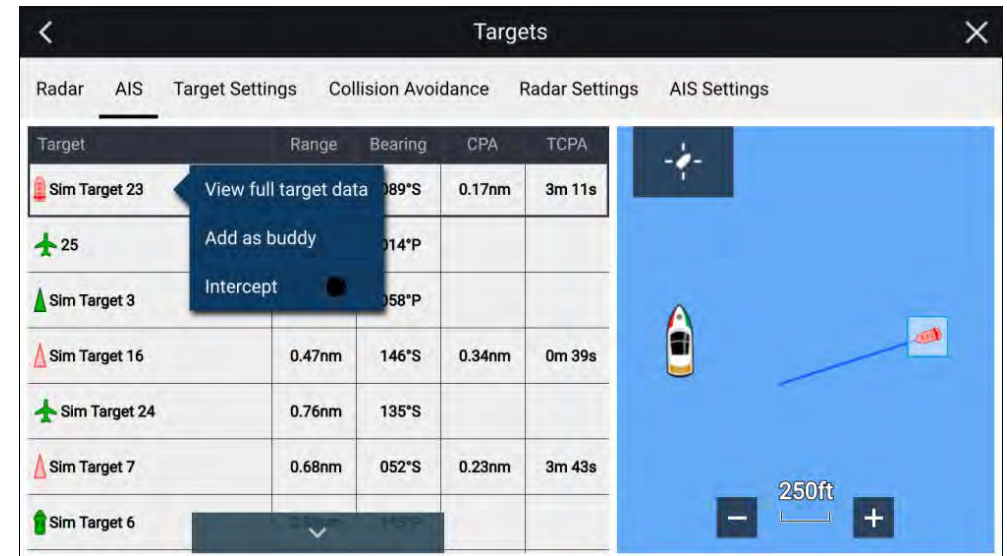 Targets
Radar AIS Target Settings Collision Avoidance Radar Settings AIS Settings
Target Range Bearing CPA TCPA
Sim Target 23 089°S 0.17nm 3m 11s
View full target data
25 014°P
Add as buddy
Sim Target 3 058°P
Intercept
Sim Target 16 0.47nm 146°S 0.34nm 0m 39s
Sim Target 24 0.76nm 135°S
Sim Target 7 0.68nm 052°S 0.23nm 3m 43s
Sim Target 6
250ft